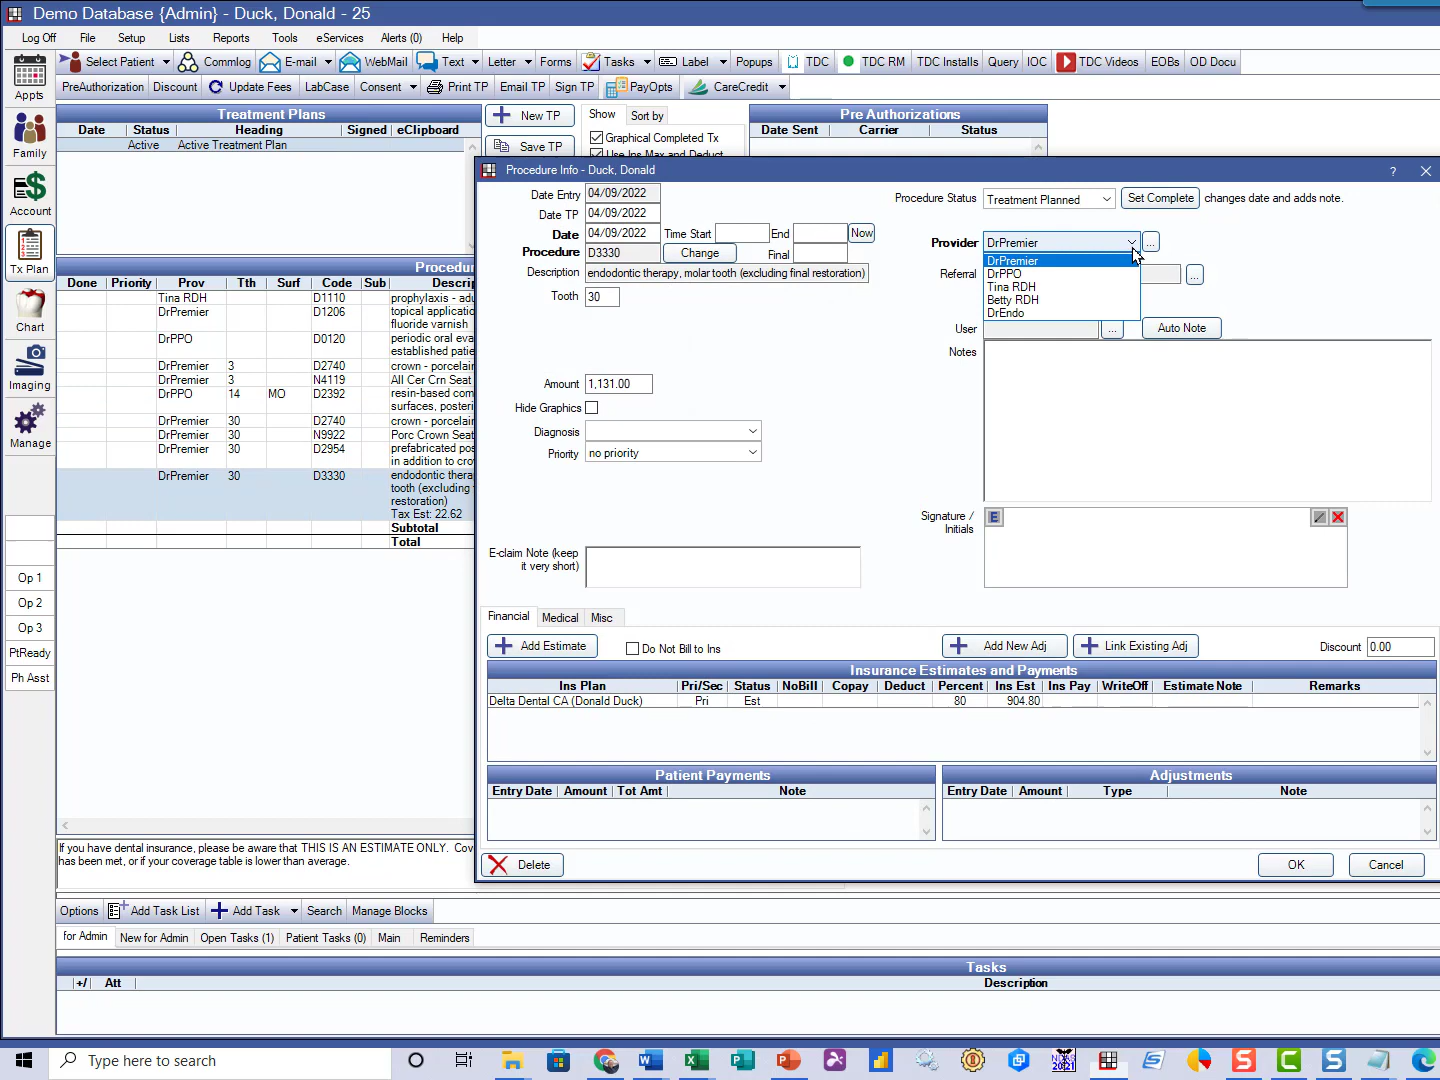 Demo Database {Admin} - Duck, Donald - 25
Log Off File Setup Lists Reports Tools eServices Alerts (0) Help
Select Patient Commlog E-mail WebMail Text Letter Forms Tasks Label Popups TDC TDC RM TDC Installs Query IOC TDC Videos EOBs OD Docu
PreAuthorization Discount Update Fees LabCase Consent Print TP Email TP Sign TP PayOpts CareCredit
Appts
Family
Account
Tx Plan
Chart
Imaging
Manage
Op 1
Op 2
Op 3
PtReady
Ph Asst
Treatment Plans
Date Status Heading Signed eClipboard
Active Active Treatment Plan
New TP
Save TP
Show Sort by
Graphical Completed Tx
Use Ins Max and Deduct
Pre Authorizations
Date Sent Carrier Status
Procedu
Done Priority Prov Tth Surf Code Sub Descri
Tina RDH D1110 prophylaxis - adu
DrPremier D1206 topical applicatio
fluoride varnish
DrPPO D0120 periodic oral eva
established patie
DrPremier 3 D2740 crown - porcelain
DrPremier 3 N4119 All Cer Crn Seat
DrPPO 14 MO D2392 resin-based com
surfaces, posteri
DrPremier 30 D2740 crown - porcelain
DrPremier 30 N9922 Porc Crown Sea
DrPremier 30 D2954 prefabricated pos
in addition to crow
DrPremier 30 D3330 endodontic thera
tooth (excluding
restoration)
Tax Est: 22.62
Subtotal
Total
If you have dental insurance, please be aware that THIS IS AN ESTIMATE ONLY. Cov
has been met, or if your coverage table is lower than average.
Procedure Info - Duck, Donald ?
Date Entry 04/09/2022
Date TP 04/09/2022
Date 04/09/2022 Time Start End Now
Procedure D3330 Change Final
Description endodontic therapy, molar tooth (excluding final restoration)
Tooth 30
Amount 1,131.00
Hide Graphics
Diagnosis
Priority no priority
E-claim Note (keep
it very short)
Procedure Status Treatment Planned Set Complete changes date and adds note.
Provider DrPremier ...
DrPremier
DrPPO
Tina RDH
Betty RDH
DrEndo
Referral ...
User ... Auto Note
Notes
Signature /
Initials
E
Financial Medical Misc
Add Estimate Do Not Bill to Ins Add New Adj Link Existing Adj Discount 0.00
Insurance Estimates and Payments
Ins Plan Pri/Sec Status NoBill Copay Deduct Percent Ins Est Ins Pay WriteOff Estimate Note Remarks
Delta Dental CA (Donald Duck) Pri Est 80 904.80
Patient Payments
Entry Date Amount Tot Amt Note
Adjustments
Entry Date Amount Type Note
Delete OK Cancel
Options Add Task List Add Task Search Manage Blocks
for Admin New for Admin Open Tasks (1) Patient Tasks (0) Main Reminders
Tasks
+/ Att Description
Type here to search